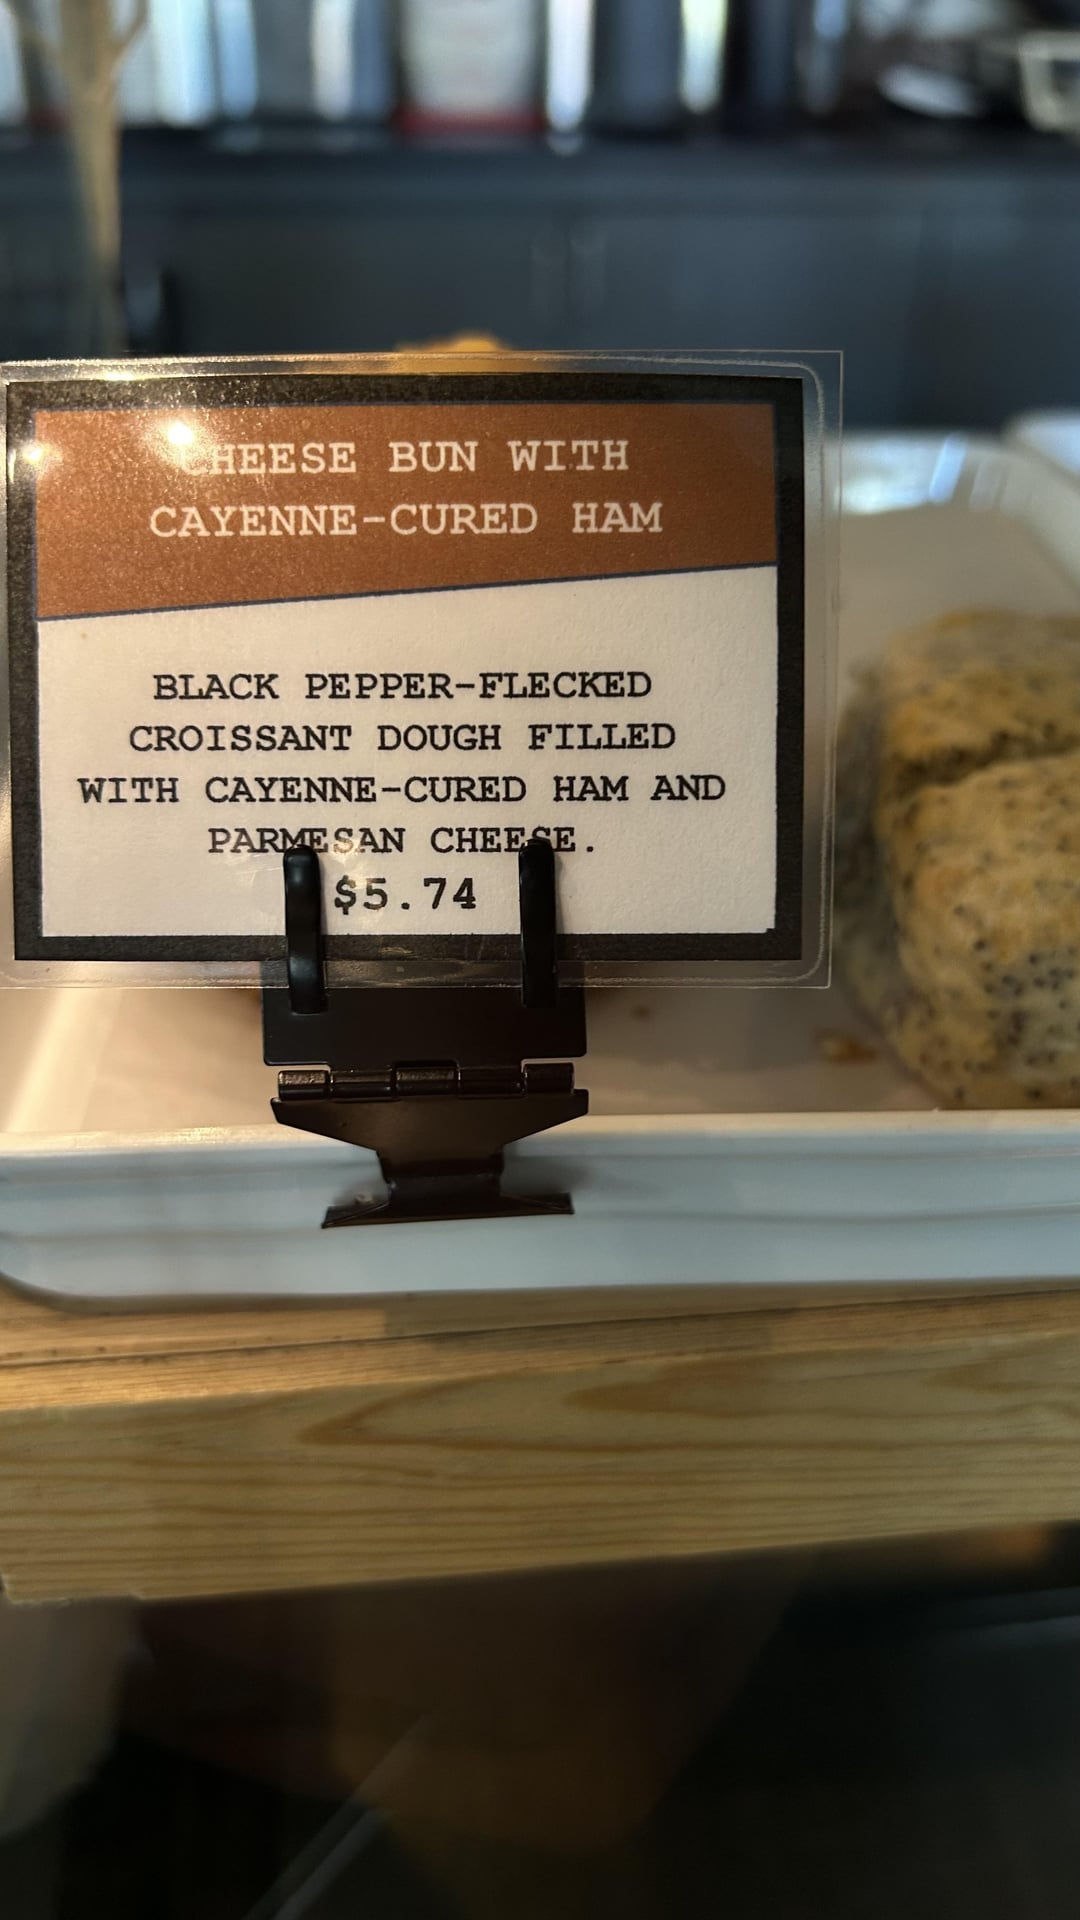 CHEESE BUN WITH
CAYENNE-CURED HAM
BLACK PEPPER-FLECKED
CROISSANT DOUGH FILLED
WITH CAYENNE-CURED HAM AND
PARMESAN CHEESE.
$5.74